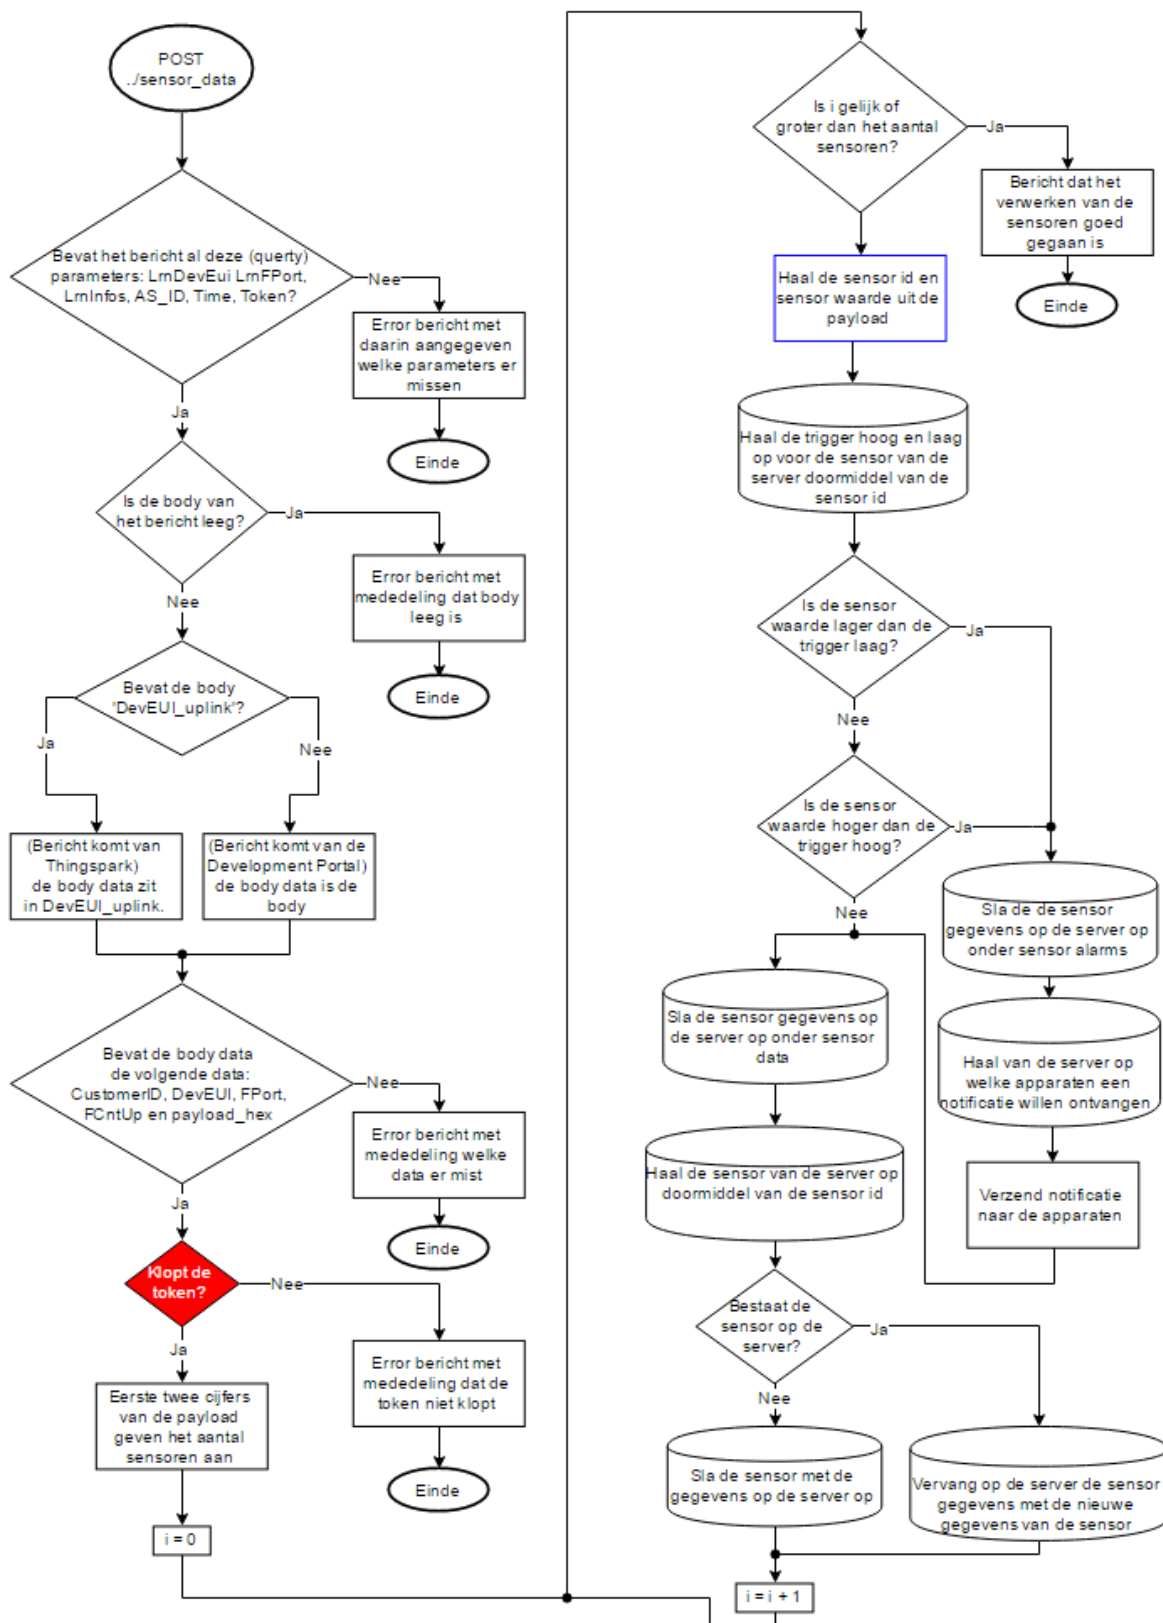 POST
../sensor_data
Bevat het bericht al deze (querty)
parameters: LrnDevEui LrnFPort,
LrnInfos, AS_ID, Time, Token?
Nee
Error bericht met
daarin aangegeven
welke parameters er
missen
Einde
Ja
Is de body van
het bericht leeg?
Ja
Error bericht met
mededeling dat body
leeg is
Einde
Nee
Bevat de body
'DevEUI_uplink'?
Ja
Nee
(Bericht komt van
Thingspark)
de body data zit
in DevEUI_uplink.
(Bericht komt van de
Development Portal)
de body data is de
body
Bevat de body data
de volgende data:
CustomerID, DevEUI, FPort,
FCntUp en payload_hex
Nee
Error bericht met
mededeling welke
data er mist
Einde
Ja
Klopt de
token?
Nee
Error bericht met
mededeling dat de
token niet klopt
Einde
Ja
Eerste twee cijfers
van de payload
geven het aantal
sensoren aan
i = 0
Is i gelijk of
groter dan het aantal
sensoren?
Ja
Bericht dat het
verwerken van de
sensoren goed
gegaan is
Einde
Haal de sensor id en
sensor waarde uit de
payload
Haal de trigger hoog en laag
op voor de sensor van de
server doormiddel van de
sensor id
Is de sensor
waarde lager dan de
trigger laag?
Ja
Nee
Is de sensor
waarde hoger dan de
trigger hoog?
Ja
Nee
Sla de de sensor
gegevens op de server op
onder sensor alarms
Haal van de server op
welke apparaten een
notificatie willen ontvangen
Verzend notificatie
naar de apparaten
Sla de sensor gegevens op
de server op onder sensor
data
Haal de sensor van de server op
doormiddel van de sensor id
Bestaat de
sensor op de
server?
Ja
Nee
Sla de sensor met de
gegevens op de server op
Vervang op de server de sensor
gegevens met de nieuwe
gegevens van de sensor
i = i + 1